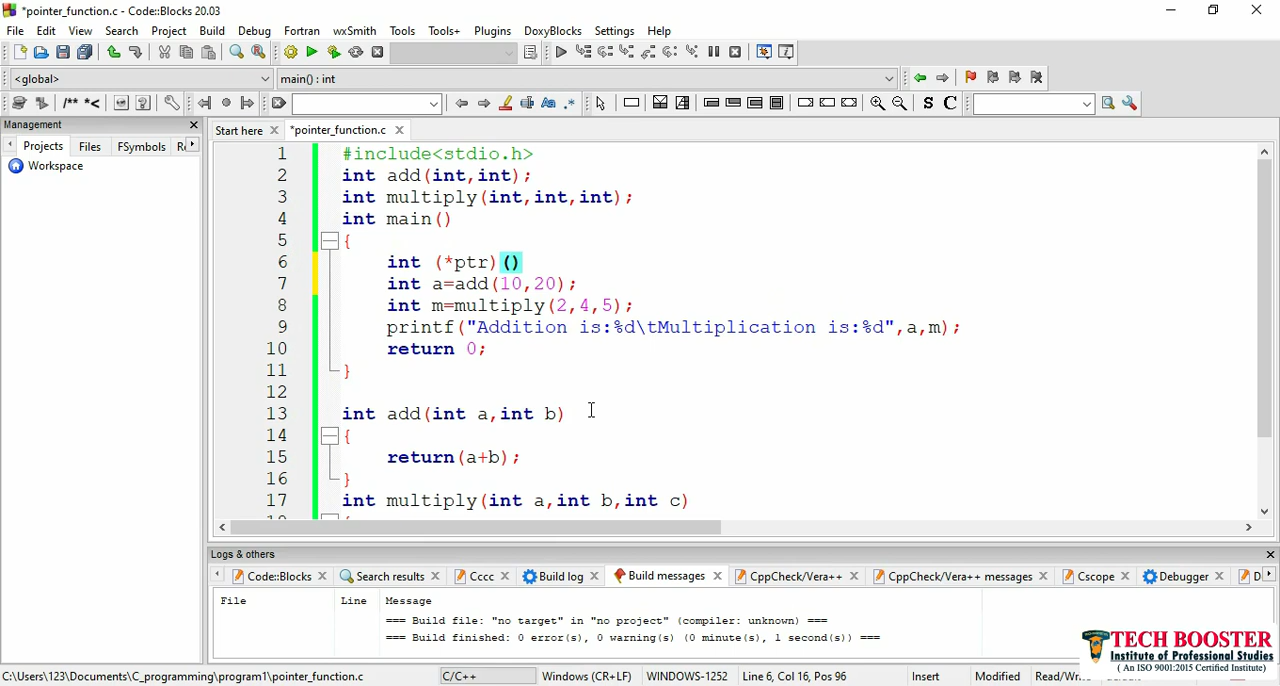 *pointer_function.c - Code::Blocks 20.03
File Edit View Search Project Build Debug Fortran wxSmith Tools Tools+ Plugins DoxyBlocks Settings Help
<global> main() : int
/** *<
S C
Management
Start here *pointer_function.c
Projects Files FSymbols
Workspace
1 #include<stdio.h>
2 int add(int,int);
3 int multiply(int,int,int);
4 int main()
5 {
6 int (*ptr)()
7 int a=add(10,20);
8 int m=multiply(2,4,5);
9 printf("Addition is:%d\tMultiplication is:%d",a,m);
10 return 0;
11 }
12
13 int add(int a,int b)
14 {
15 return(a+b);
16 }
17 int multiply(int a,int b,int c)
Logs & others
Code::Blocks Search results Cccc Build log Build messages CppCheck/Vera++ CppCheck/Vera++ messages Cscope Debugger D
File Line Message
=== Build file: "no target" in "no project" (compiler: unknown) ===
=== Build finished: 0 error(s), 0 warning(s) (0 minute(s), 1 second(s)) ===
TECH BOOSTER
Institute of Professional Studies
( An ISO 9001:2015 Certified Institute)
C:\Users\123\Documents\C_programming\program1\pointer_function.c C/C++ Windows (CR+LF) WINDOWS-1252 Line 6, Col 16, Pos 96 Insert Modified